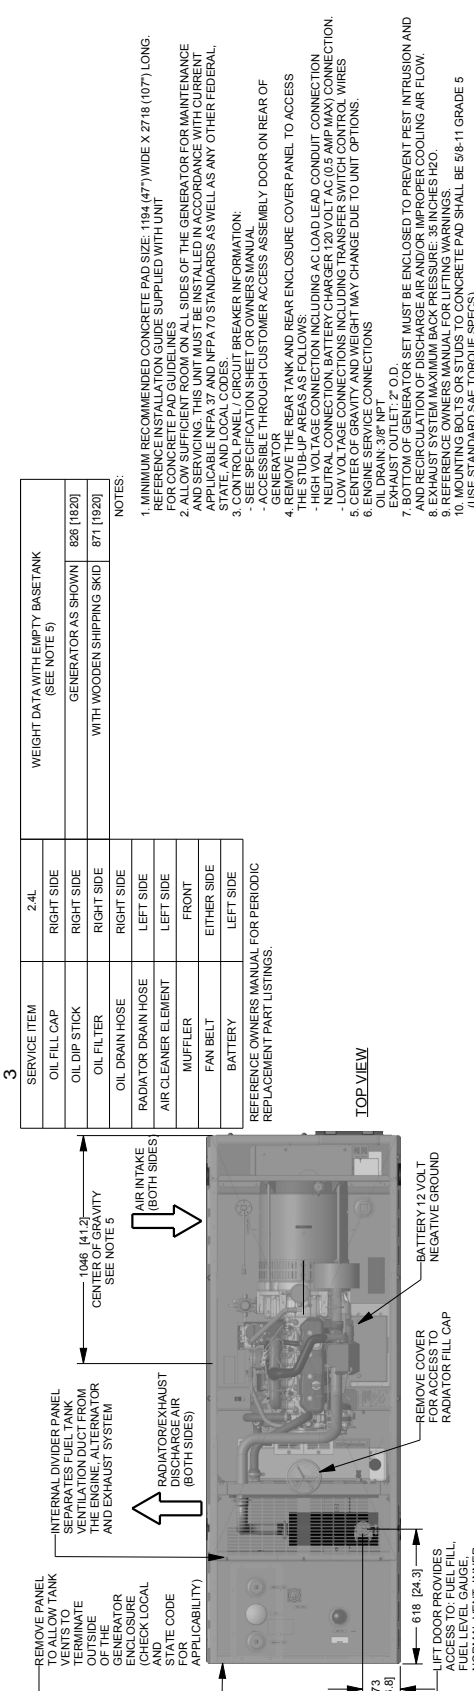 3
SERVICE ITEM 2.4L
OIL FILL CAP RIGHT SIDE
OIL DIP STICK RIGHT SIDE
OIL FILTER RIGHT SIDE
OIL DRAIN HOSE RIGHT SIDE
RADIATOR DRAIN HOSE LEFT SIDE
AIR CLEANER ELEMENT LEFT SIDE
MUFFLER FRONT
FAN BELT EITHER SIDE
BATTERY LEFT SIDE
REFERENCE OWNERS MANUAL FOR PERIODIC
REPLACEMENT PART LISTINGS.
WEIGHT DATA WITH EMPTY BASETANK
(SEE NOTE 5)
GENERATOR AS SHOWN 826 [1820]
WITH WOODEN SHIPPING SKID 871 [1920]
NOTES:
1. MINIMUM RECOMMENDED CONCRETE PAD SIZE: 1194 (47") WIDE X 2718 (107") LONG.
REFERENCE INSTALLATION GUIDE SUPPLIED WITH UNIT
FOR CONCRETE PAD GUIDELINES
2. ALLOW SUFFICIENT ROOM ON ALL SIDES OF THE GENERATOR FOR MAINTENANCE
AND SERVICING. THIS UNIT MUST BE INSTALLED IN ACCORDANCE WITH CURRENT
APPLICABLE NFPA 37 AND NFPA 70 STANDARDS AS WELL AS ANY OTHER FEDERAL,
STATE, AND LOCAL CODES.
3. CONTROL PANEL / CIRCUIT BREAKER INFORMATION:
- SEE SPECIFICATION SHEET OR OWNERS MANUAL
- ACCESSIBLE THROUGH CUSTOMER ACCESS ASSEMBLY DOOR ON REAR OF
GENERATOR
4. REMOVE THE REAR TANK AND REAR ENCLOSURE COVER PANEL TO ACCESS
THE STUB-UP AREAS AS FOLLOWS:
- HIGH VOLTAGE CONNECTION INCLUDING AC LOAD LEAD CONDUIT CONNECTION
NEUTRAL CONNECTION, BATTERY CHARGER 120 VOLT AC (0.5 AMP MAX) CONNECTION.
- LOW VOLTAGE CONNECTIONS INCLUDING TRANSFER SWITCH CONTROL WIRES
5. CENTER OF GRAVITY AND WEIGHT MAY CHANGE DUE TO UNIT OPTIONS.
6. ENGINE SERVICE CONNECTIONS
OIL DRAIN: 3/8" NPT
EXHAUST OUTLET: 2" O.D.
7. BOTTOM OF GENERATOR SET MUST BE ENCLOSED TO PREVENT PEST INTRUSION AND
AND RECIRCULATION OF DISCHARGE AIR AND/OR IMPROPER COOLING AIR FLOW.
8. EXHAUST SYSTEM MAXIMUM BACK PRESSURE: 35 INCHES H2O.
9. REFERENCE OWNERS MANUAL FOR LIFTING WARNINGS.
10. MOUNTING BOLTS OR STUDS TO CONCRETE PAD SHALL BE 5/8-11 GRADE 5
(USE STANDARD SAE TORQUE SPECS)
REMOVE PANEL
TO ALLOW TANK
VENTS TO
TERMINATE
OUTSIDE
OF THE
GENERATOR
ENCLOSURE
(CHECK LOCAL
AND
STATE CODE
FOR
APPLICABILITY)
INTERNAL DIVIDER PANEL
SEPARATES FUEL TANK
VENTILATION DUCT FROM
THE ENGINE, ALTERNATOR
AND EXHAUST SYSTEM
RADIATOR/EXHAUST
DISCHARGE AIR
(BOTH SIDES)
1046 [41.2]
CENTER OF GRAVITY
SEE NOTE 5
AIR INTAKE
(BOTH SIDES)
TOP VIEW
BATTERY 12 VOLT
NEGATIVE GROUND
REMOVE COVER
FOR ACCESS TO
RADIATOR FILL CAP
618 [24.3]
LIFT DOOR PROVIDES
ACCESS TO: FUEL FILL,
FUEL LEVEL GAUGE,